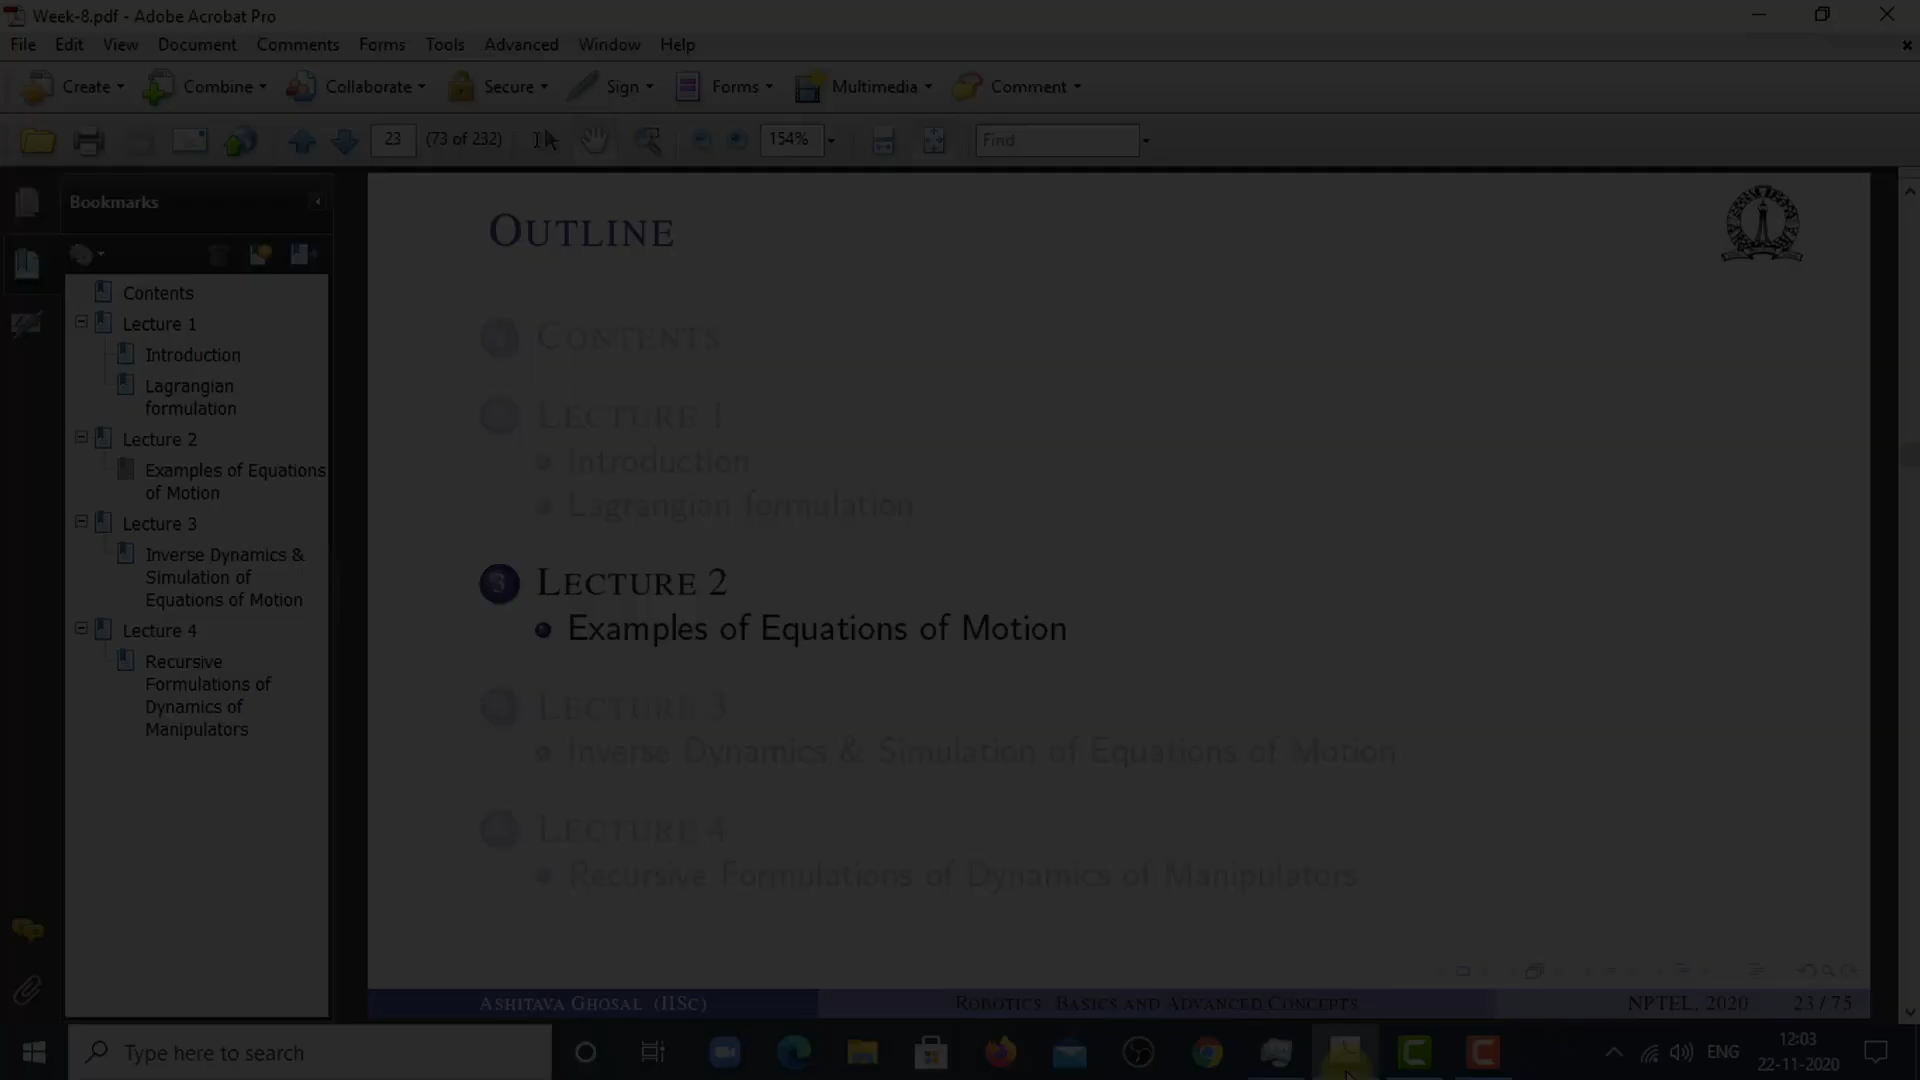 Week-8.pdf - Adobe Acrobat Pro
File Edit View Document Comments Forms Tools Advanced Window Help
Create Combine Collaborate Secure Sign Forms Multimedia Comment
23 (73 of 232) 154% Find
Bookmarks
Contents
Lecture 1
Introduction
Lagrangian
formulation
Lecture 2
Examples of Equations
of Motion
Lecture 3
Inverse Dynamics &
Simulation of
Equations of Motion
Lecture 4
Recursive
Formulations of
Dynamics of
Manipulators
OUTLINE
CONTENTS
LECTURE 1
Introduction
Lagrangian formulation
3 LECTURE 2
Examples of Equations of Motion
LECTURE 3
Inverse Dynamics & Simulation of Equations of Motion
LECTURE 4
Recursive Formulations of Dynamics of Manipulators
ASHITAVA GHOSAL (IISC) ROBOTICS: BASICS AND ADVANCED CONCEPTS NPTEL, 2020 23 / 75
Type here to search
ENG
12:03
22-11-2020